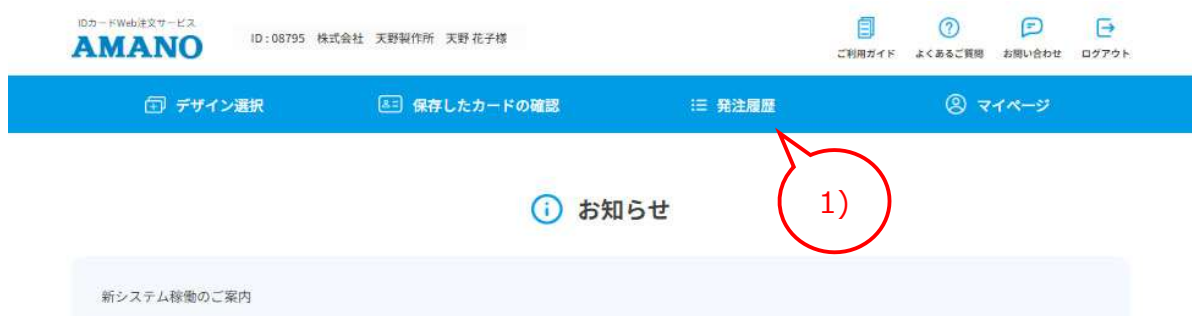 IDカードWeb注文サービス
AMANO
ID:08795 株式会社 天野製作所 天野 花子様
ご利用ガイド よくあるご質問 お問い合わせ ログアウト
デザイン選択 保存したカードの確認 発注履歴 マイページ
お知らせ
1)
新システム稼働のご案内